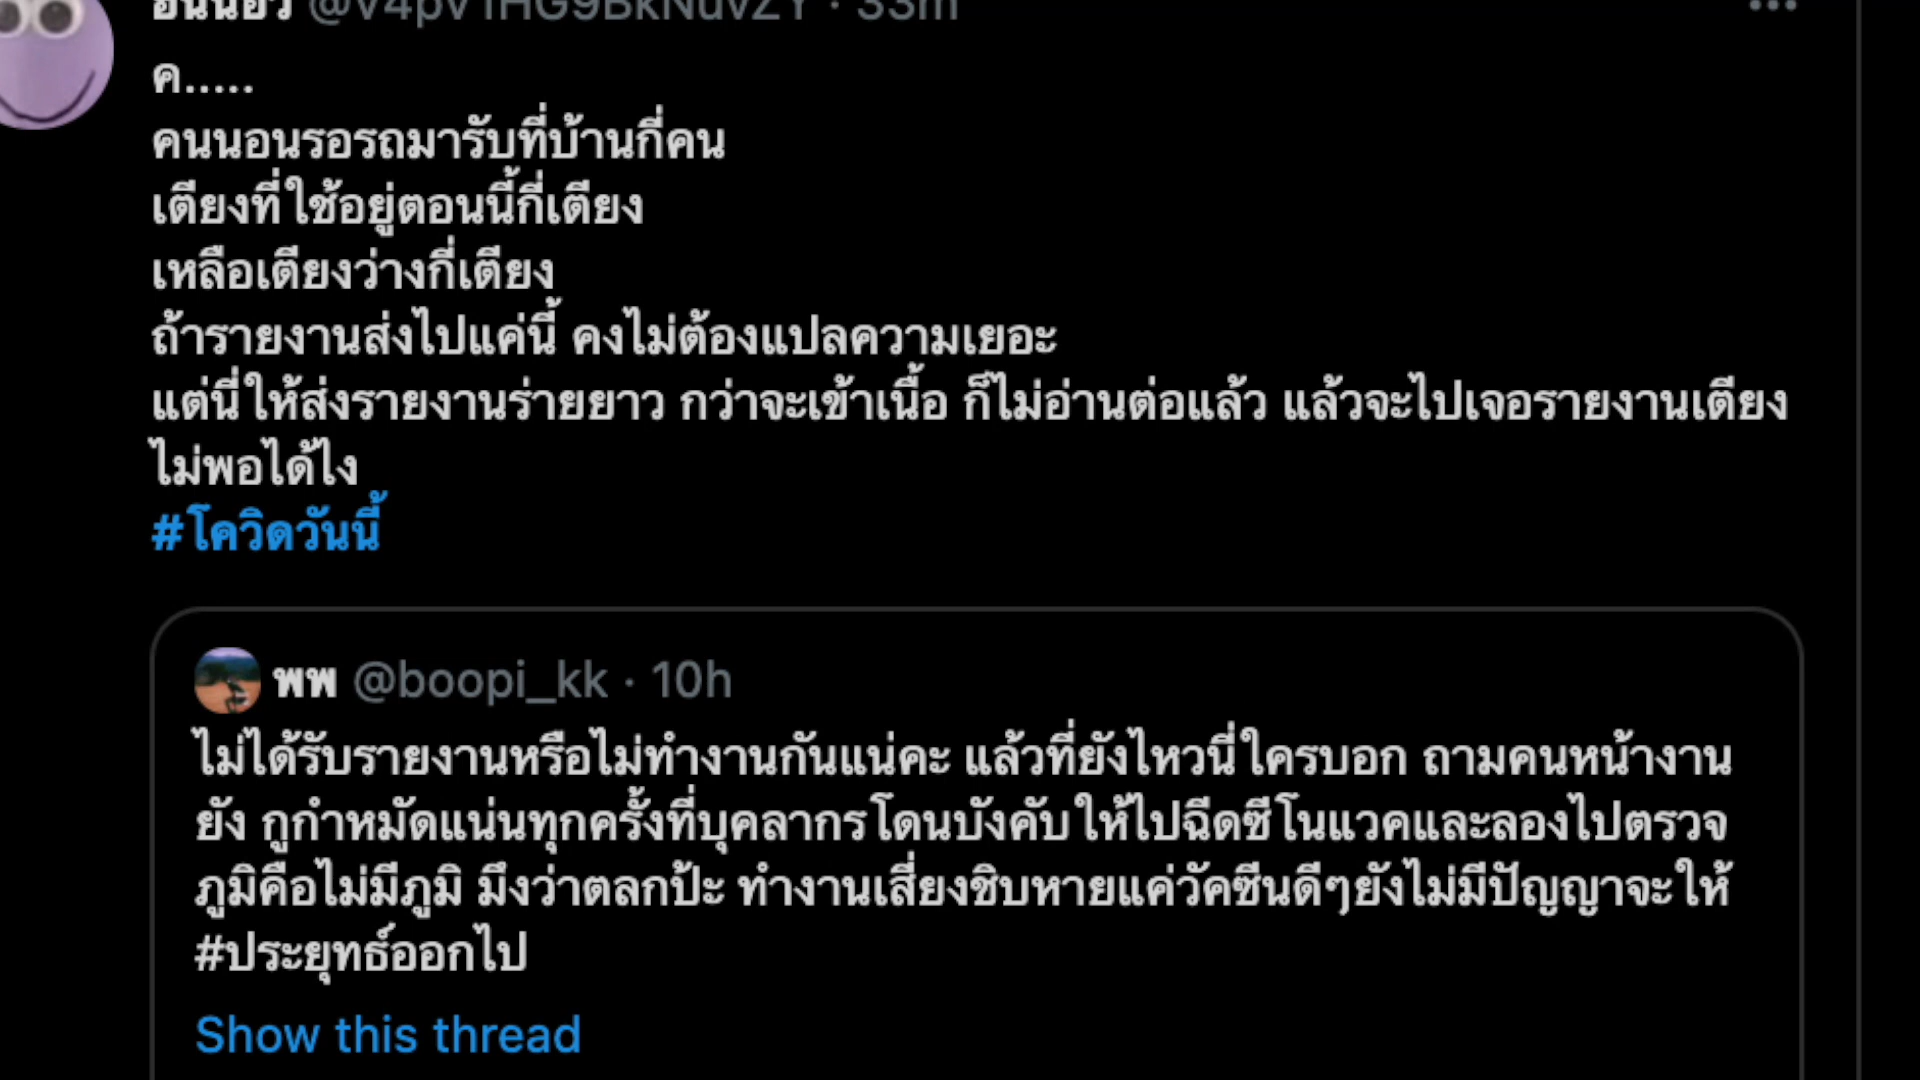 · 33m
ค.....
คนนอนรอรถมารับที่บ้านกี่คน
เตียงที่ใช้อยู่ตอนนี้กี่เตียง
เหลือเตียงว่างกี่เตียง
ถ้ารายงานส่งไปแค่นี้ คงไม่ต้องแปลความเยอะ
แต่นี่ให้ส่งรายงานร่ายยาว กว่าจะเข้าเนื้อ ก็ไม่อ่านต่อแล้ว แล้วจะไปเจอรายงานเตียง
ไม่พอได้ไง
#โควิดวันนี้
พพ @boopi_kk · 10h
ไม่ได้รับรายงานหรือไม่ทำงานกันแน่คะ แล้วที่ยังไหวนี่ใครบอก ถามคนหน้างาน
ยัง กูกำหมัดแน่นทุกครั้งที่บุคลากรโดนบังคับให้ไปฉีดซีโนแวคและลองไปตรวจ
ภูมิคือไม่มีภูมิ มึงว่าตลกป้ะ ทำงานเสี่ยงชิบหายแค่วัคซีนดีๆยังไม่มีปัญญาจะให้
#ประยุทธ์ออกไป
Show this thread